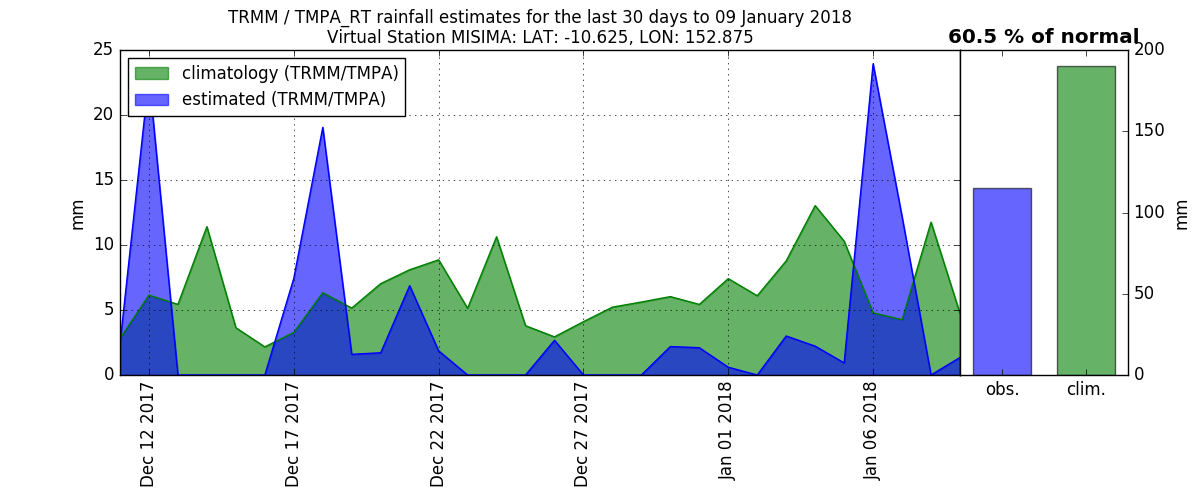 TRMM / TMPA_RT rainfall estimates for the last 30 days to 09 January 2018
Virtual Station MISIMA: LAT: -10.625, LON: 152.875
60.5 % of normal
climatology (TRMM/TMPA)
estimated (TRMM/TMPA)
25
20
15
10
5
0
mm
Dec 12 2017
Dec 17 2017
Dec 22 2017
Dec 27 2017
Jan 01 2018
Jan 06 2018
obs.
clim.
200
150
100
50
0
mm